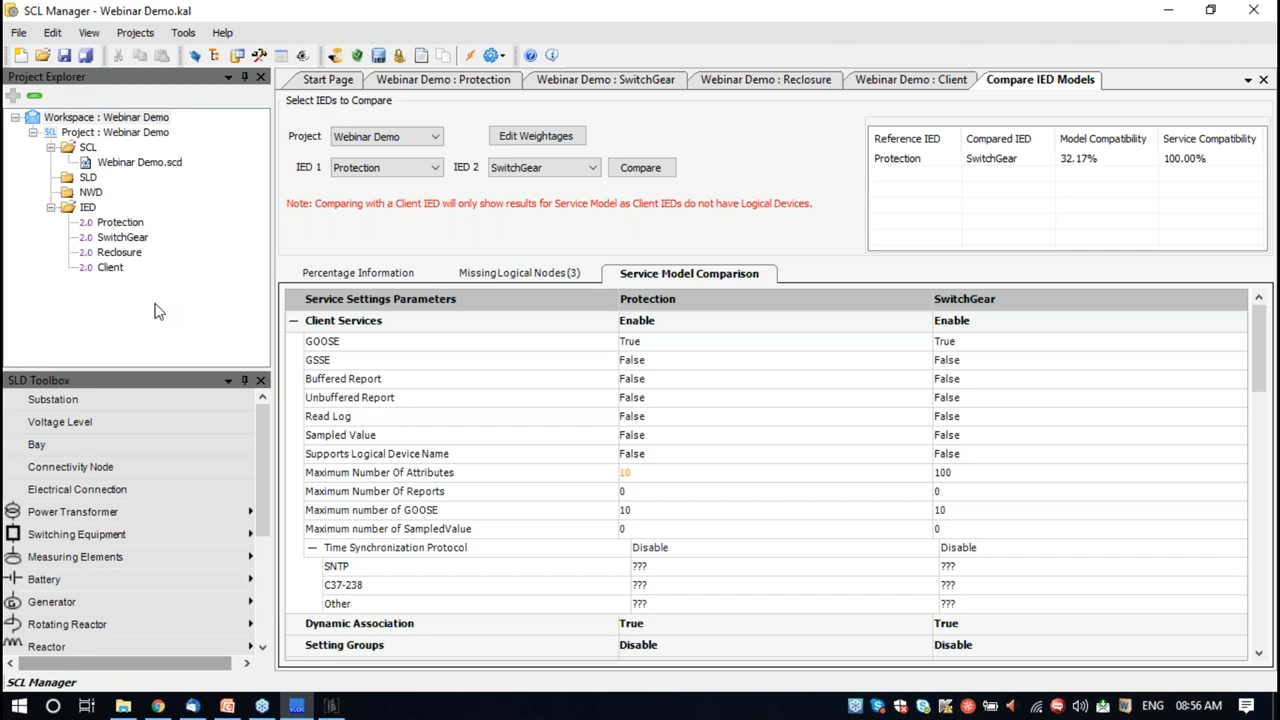 SCL Manager - Webinar Demo.kal
File Edit View Projects Tools Help
Project Explorer
Workspace : Webinar Demo
Project : Webinar Demo
SCL
Webinar Demo.scd
SLD
NWD
IED
2.0 Protection
2.0 SwitchGear
2.0 Reclosure
2.0 Client
SLD Toolbox
Substation
Voltage Level
Bay
Connectivity Node
Electrical Connection
Power Transformer
Switching Equipment
Measuring Elements
Battery
Generator
Rotating Reactor
Reactor
Start Page Webinar Demo : Protection Webinar Demo : SwitchGear Webinar Demo : Reclosure Webinar Demo : Client Compare IED Models
Select IEDs to Compare
Project Webinar Demo Edit Weightages
IED 1 Protection IED 2 SwitchGear Compare
Note: Comparing with a Client IED will only show results for Service Model as Client IEDs do not have Logical Devices.
Reference IED Compared IED Model Compatibility Service Compatibility
Protection SwitchGear 32.17% 100.00%
Percentage Information Missing Logical Nodes (3) Service Model Comparison
Service Settings Parameters Protection SwitchGear
Client Services Enable Enable
GOOSE True True
GSSE False False
Buffered Report False False
Unbuffered Report False False
Read Log False False
Sampled Value False False
Supports Logical Device Name False False
Maximum Number Of Attributes 10 100
Maximum Number Of Reports 0 0
Maximum number of GOOSE 10 10
Maximum number of SampledValue 0 0
Time Synchronization Protocol Disable Disable
SNTP ??? ???
C37-238 ??? ???
Other ??? ???
Dynamic Association True True
Setting Groups Disable Disable
SCL Manager
ENG 08:56 AM